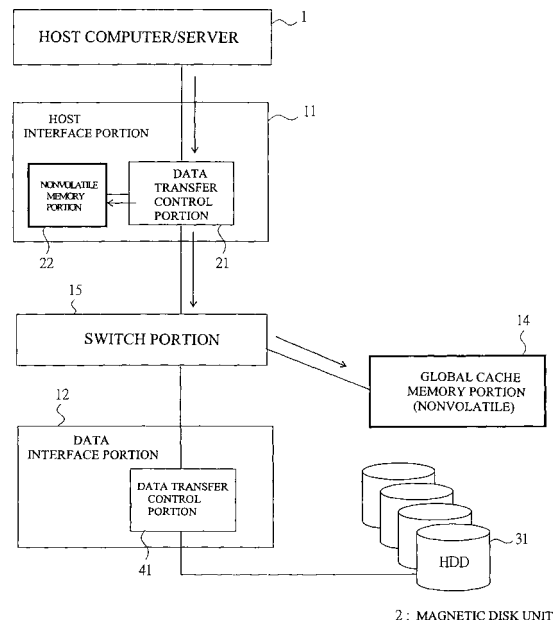 1
HOST COMPUTER/SERVER
11
HOST
INTERFACE PORTION
NONVOLATILE
MEMORY
PORTION
DATA
TRANSFER
CONTROL
PORTION
22
21
15
SWITCH PORTION
14
GLOBAL CACHE
MEMORY PORTION
(NONVOLATILE)
12
DATA
INTERFACE PORTION
DATA TRANSFER
CONTROL
PORTION
41
31
HDD
2 : MAGNETIC DISK UNIT